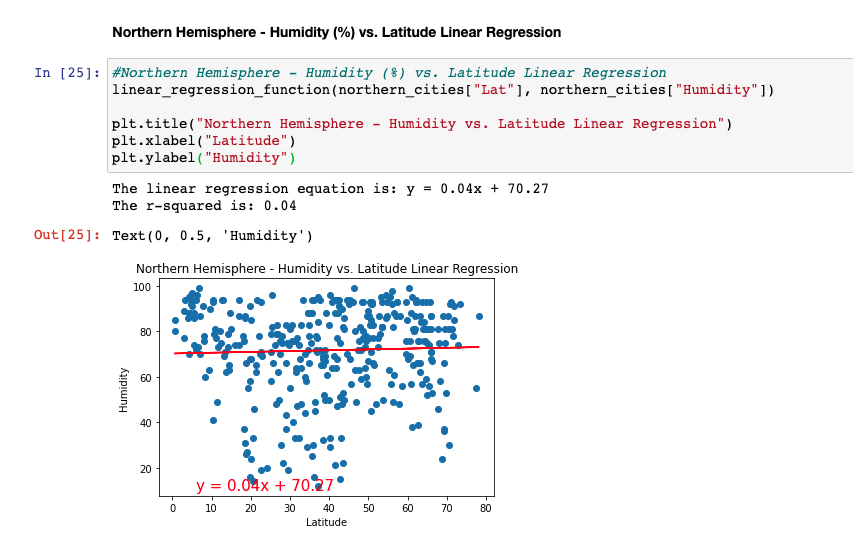 Northern Hemisphere - Humidity (%) vs. Latitude Linear Regression
In [25]: #Northern Hemisphere - Humidity (%) vs. Latitude Linear Regression
linear_regression_function(northern_cities["Lat"], northern_cities["Humidity"])
plt.title("Northern Hemisphere - Humidity vs. Latitude Linear Regression")
plt.xlabel("Latitude")
plt.ylabel("Humidity")
The linear regression equation is: y = 0.04x + 70.27
The r-squared is: 0.04
Out[25]: Text(0, 0.5, 'Humidity')
Northern Hemisphere - Humidity vs. Latitude Linear Regression
100
80
60
40
20
Humidity
y = 0.04x + 70.27
0 10 20 30 40 50 60 70 80
Latitude